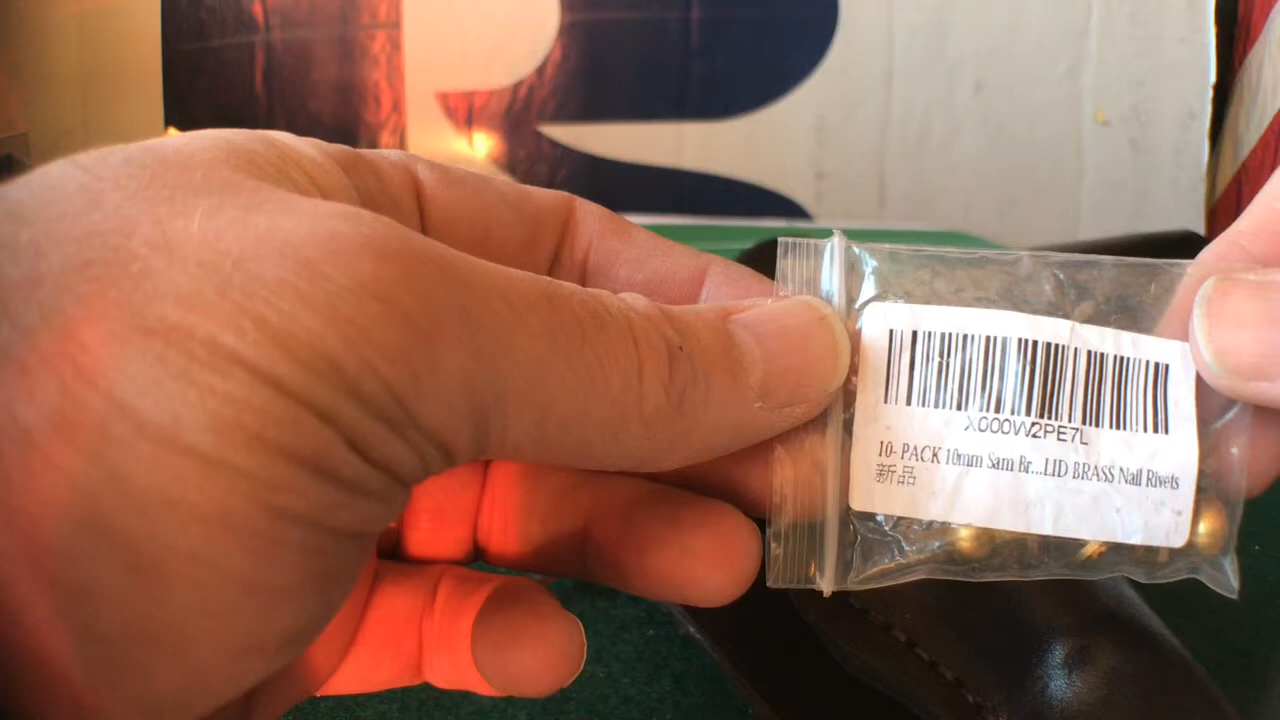 X000W2PE7L
10- PACK 10mm Sam Br...LID BRASS Nail Rivets
新品